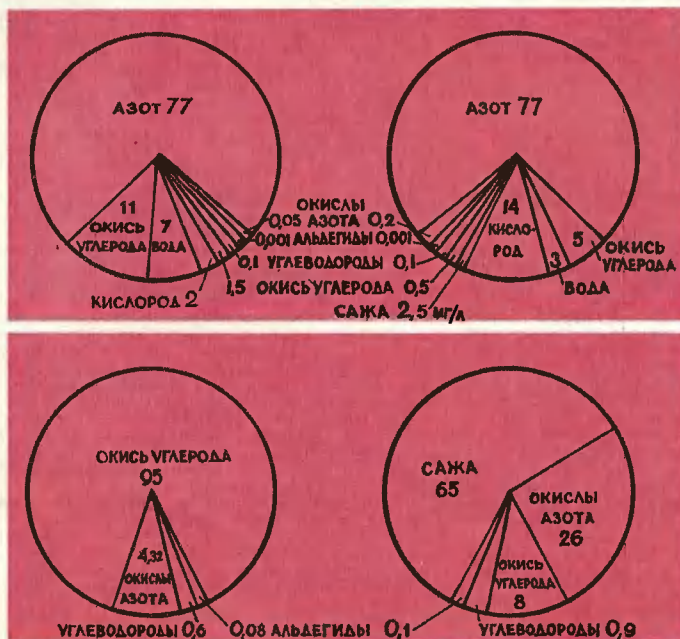 АЗОТ 77
АЗОТ 77
11
ОКИСЬ
УГЛЕРОДА
7
ВОДА
КИСЛОРОД 2
ОКИСЛЫ
0,05 АЗОТА 0,2
0,001 АЛЬДЕГИДЫ 0,001
0,1 УГЛЕВОДОРОДЫ 0,1
1,5 ОКИСЬ УГЛЕРОДА 0,5
САЖА 2,5 мг/л
14
КИСЛО-
РОД
3
ВОДА
5
ОКИСЬ
УГЛЕРОДА
ОКИСЬ УГЛЕРОДА
95
4,32
ОКИСЛЫ
АЗОТА
УГЛЕВОДОРОДЫ 0,6
0,08 АЛЬДЕГИДЫ 0,1
САЖА
65
ОКИСЛЫ
АЗОТА
26
ОКИСЬ
УГЛЕРОДА
8
УГЛЕВОДОРОДЫ 0,9